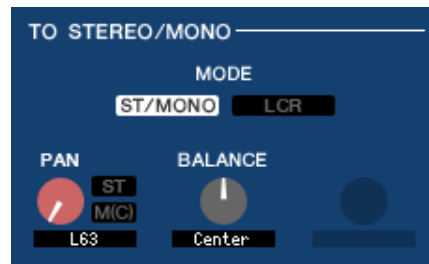 TO STEREO/MONO
MODE
ST/MONO LCR
PAN BALANCE
ST
M(C)
L63 Center